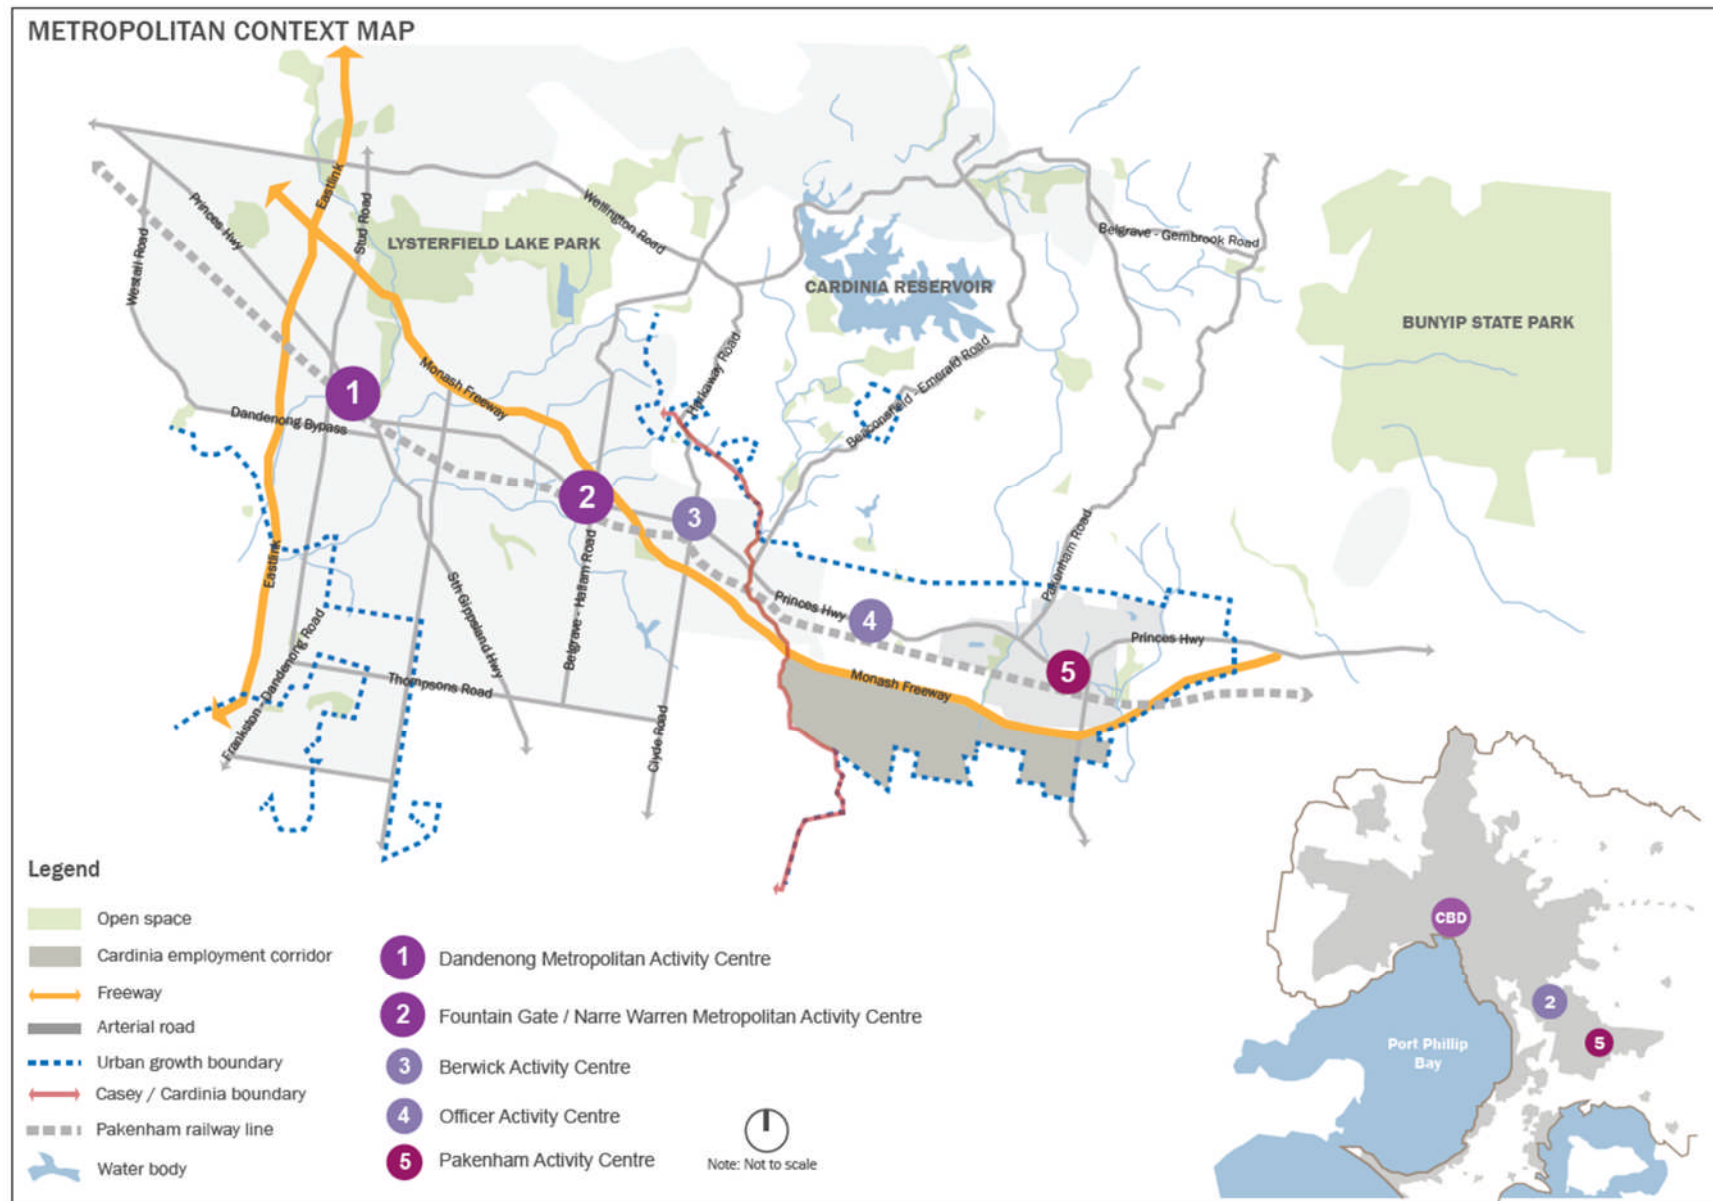 METROPOLITAN CONTEXT MAP
Eastlink
Princes Hwy
Stud Road
Westall Road
Wellington Road
LYSTERFIELD LAKE PARK
Belgrave - Gembrook Road
CARDINIA RESERVOIR
BUNYIP STATE PARK
Harkaway Road
Monash Freeway
Beaconsfield - Emerald Road
1
Dandenong Bypass
2
3
Pakenham Road
Eastlink
Sth Gippsland Hwy
Belgrave - Hallam Road
Princes Hwy
4
Princes Hwy
5
Frankston - Dandenong Road
Thompsons Road
Monash Freeway
Clyde Road
Legend
Open space
Cardinia employment corridor
Freeway
Arterial road
Urban growth boundary
Casey / Cardinia boundary
Pakenham railway line
Water body
1 Dandenong Metropolitan Activity Centre
2 Fountain Gate / Narre Warren Metropolitan Activity Centre
3 Berwick Activity Centre
4 Officer Activity Centre
5 Pakenham Activity Centre
Note: Not to scale
CBD
2
5
Port Phillip
Bay